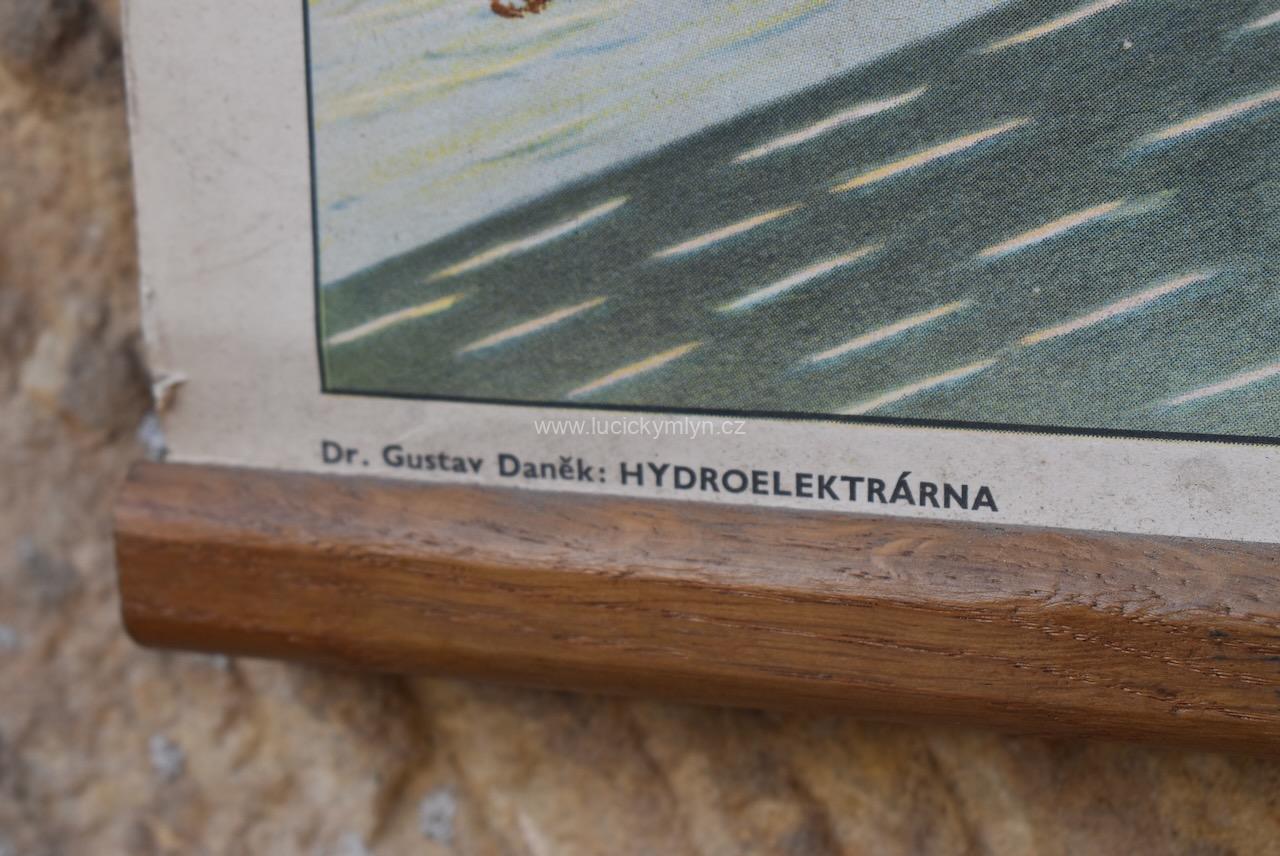 www.lucickymlyn.cz
Dr. Gustav Daněk: HYDROELEKTRÁRNA